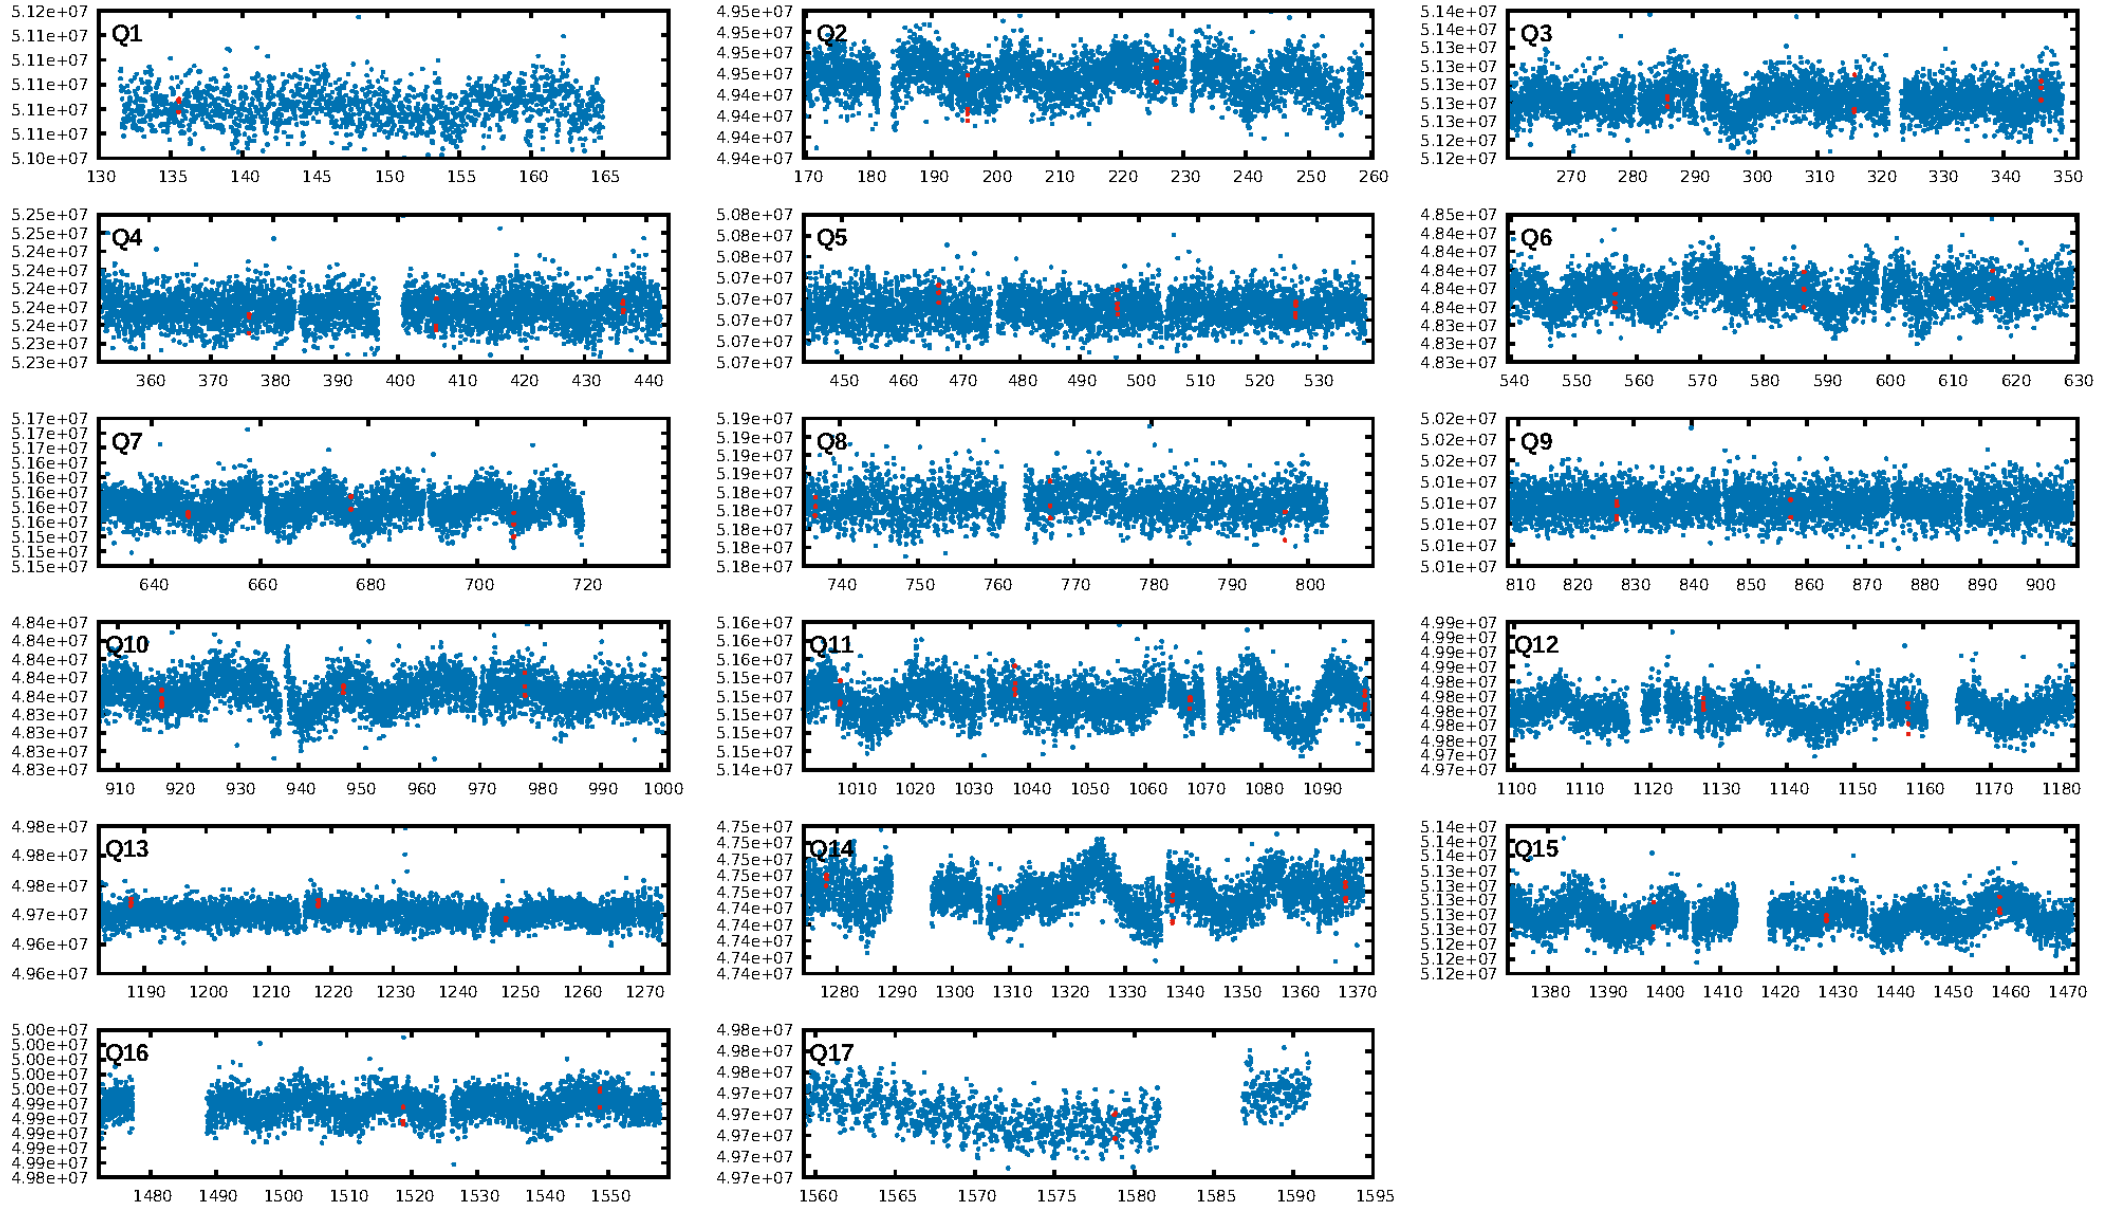 5.12e+07 5.11e+07 5.11e+07 5.11e+07 5.11e+07 5.11e+07 5.10e+07
Q1
130 135 140 145 150 155 160 165
4.95e+07 4.95e+07 4.95e+07 4.95e+07 4.94e+07 4.94e+07 4.94e+07 4.94e+07
Q2
170 180 190 200 210 220 230 240 250 260
5.14e+07 5.14e+07 5.13e+07 5.13e+07 5.13e+07 5.13e+07 5.13e+07 5.12e+07 5.12e+07
Q3
270 280 290 300 310 320 330 340 350
5.25e+07 5.24e+07 5.24e+07 5.24e+07 5.24e+07 5.24e+07 5.24e+07 5.23e+07 5.23e+07
Q4
360 370 380 390 400 410 420 430 440
5.08e+07 5.08e+07 5.08e+07 5.07e+07 5.07e+07 5.07e+07 5.07e+07 5.07e+07
Q5
450 460 470 480 490 500 510 520 530
4.85e+07 4.84e+07 4.84e+07 4.84e+07 4.84e+07 4.84e+07 4.83e+07 4.83e+07 4.83e+07
Q6
540 550 560 570 580 590 600 610 620 630
5.17e+07 5.17e+07 5.16e+07 5.16e+07 5.16e+07 5.16e+07 5.16e+07 5.16e+07 5.15e+07 5.15e+07 5.15e+07
Q7
640 660 680 700 720
5.19e+07 5.19e+07 5.19e+07 5.19e+07 5.18e+07 5.18e+07 5.18e+07 5.18e+07 5.18e+07
Q8
740 750 760 770 780 790 800
5.02e+07 5.02e+07 5.02e+07 5.01e+07 5.01e+07 5.01e+07 5.01e+07 5.01e+07
Q9
810 820 830 840 850 860 870 880 890 900
4.84e+07 4.84e+07 4.84e+07 4.84e+07 4.84e+07 4.83e+07 4.83e+07 4.83e+07 4.83e+07
Q10
910 920 930 940 950 960 970 980 990 1000
5.16e+07 5.16e+07 5.16e+07 5.15e+07 5.15e+07 5.15e+07 5.15e+07 5.14e+07
Q11
1010 1020 1030 1040 1050 1060 1070 1080 1090
4.99e+07 4.99e+07 4.99e+07 4.99e+07 4.98e+07 4.98e+07 4.98e+07 4.98e+07 4.98e+07 4.97e+07 4.97e+07
Q12
1100 1110 1120 1130 1140 1150 1160 1170 1180
4.98e+07 4.98e+07 4.98e+07 4.97e+07 4.96e+07 4.96e+07
Q13
1190 1200 1210 1220 1230 1240 1250 1260 1270
4.75e+07 4.75e+07 4.75e+07 4.75e+07 4.75e+07 4.74e+07 4.74e+07 4.74e+07 4.74e+07 4.74e+07
Q14
1280 1290 1300 1310 1320 1330 1340 1350 1360 1370
5.14e+07 5.14e+07 5.14e+07 5.13e+07 5.13e+07 5.13e+07 5.13e+07 5.13e+07 5.12e+07 5.12e+07 5.12e+07
Q15
1380 1390 1400 1410 1420 1430 1440 1450 1460 1470
5.00e+07 5.00e+07 5.00e+07 5.00e+07 5.00e+07 4.99e+07 4.99e+07 4.99e+07 4.99e+07 4.99e+07 4.98e+07
Q16
1480 1490 1500 1510 1520 1530 1540 1550
4.98e+07 4.98e+07 4.98e+07 4.97e+07 4.97e+07 4.97e+07 4.97e+07 4.97e+07
Q17
1560 1565 1570 1575 1580 1585 1590 1595